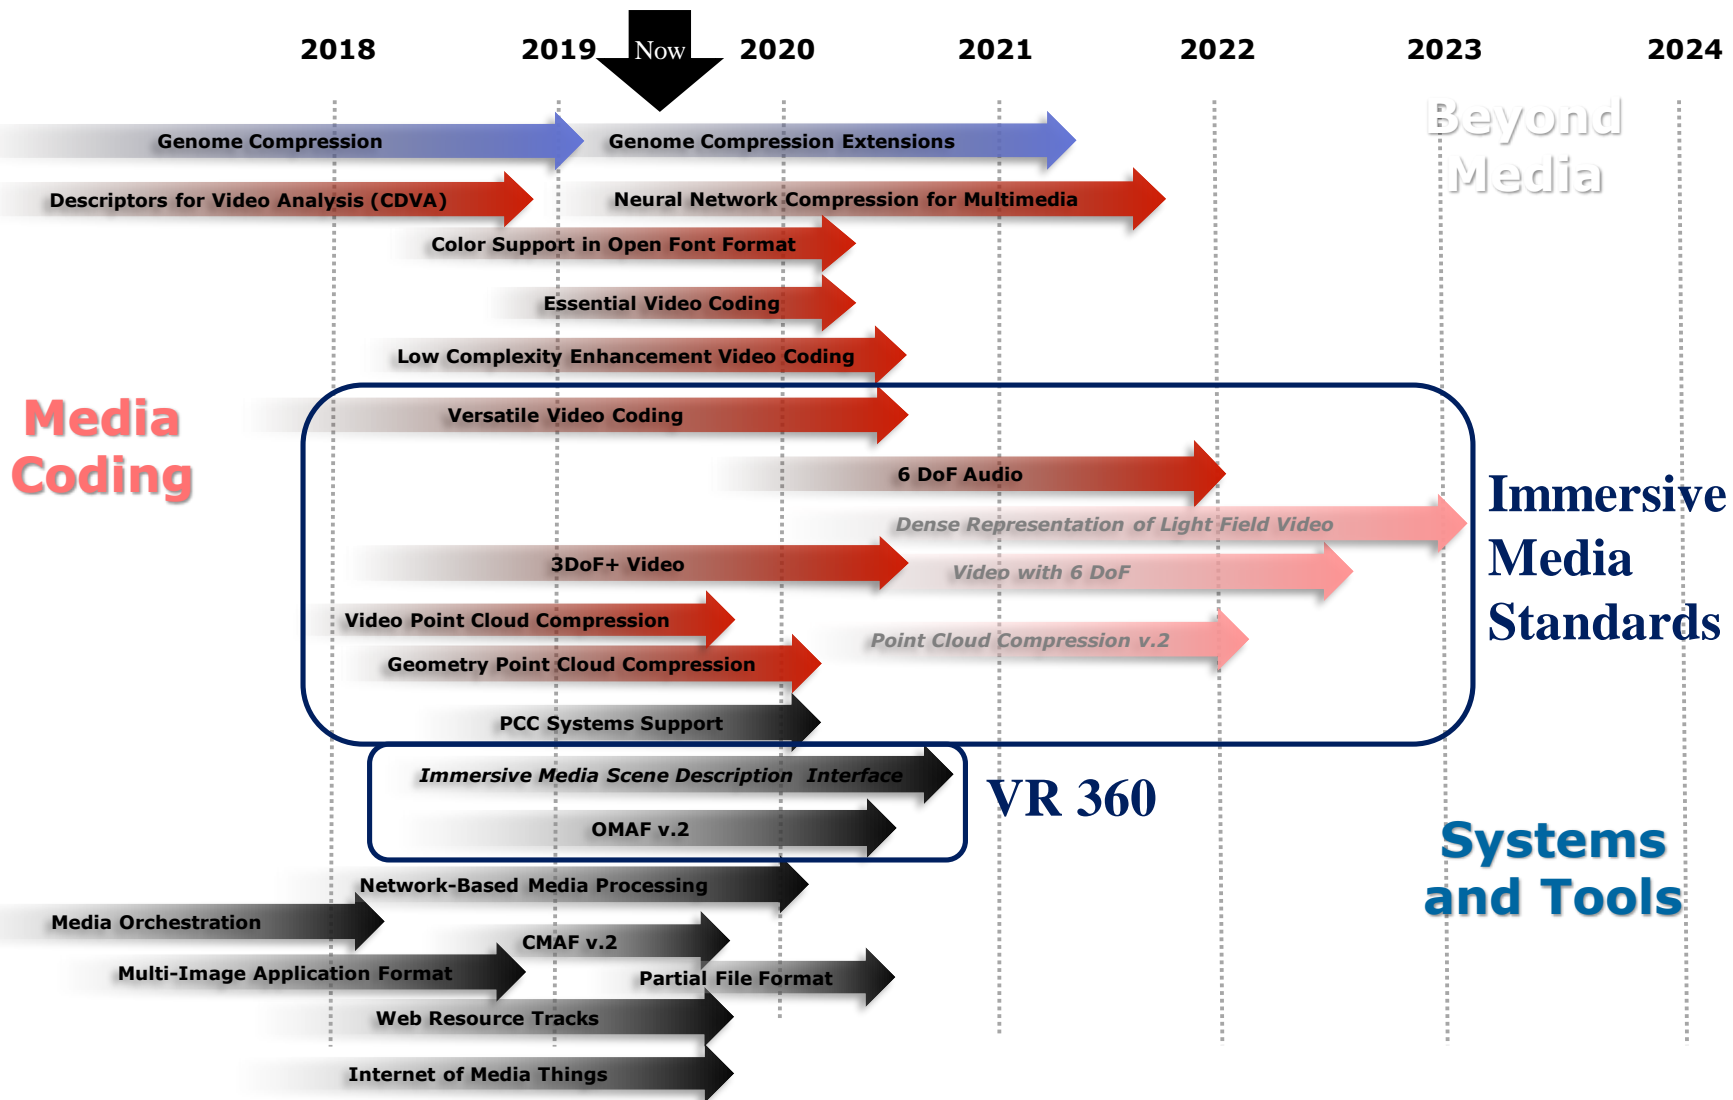 2018 2019 Now 2020 2021 2022 2023 2024
Beyond
Media
Genome Compression
Genome Compression Extensions
Descriptors for Video Analysis (CDVA)
Neural Network Compression for Multimedia
Color Support in Open Font Format
Essential Video Coding
Low Complexity Enhancement Video Coding
Media
Coding
Versatile Video Coding
6 DoF Audio
Immersive
Media
Standards
Dense Representation of Light Field Video
3DoF+ Video
Video with 6 DoF
Video Point Cloud Compression
Point Cloud Compression v.2
Geometry Point Cloud Compression
PCC Systems Support
Immersive Media Scene Description Interface
VR 360
OMAF v.2
Systems
and Tools
Network-Based Media Processing
Media Orchestration
CMAF v.2
Multi-Image Application Format
Partial File Format
Web Resource Tracks
Internet of Media Things